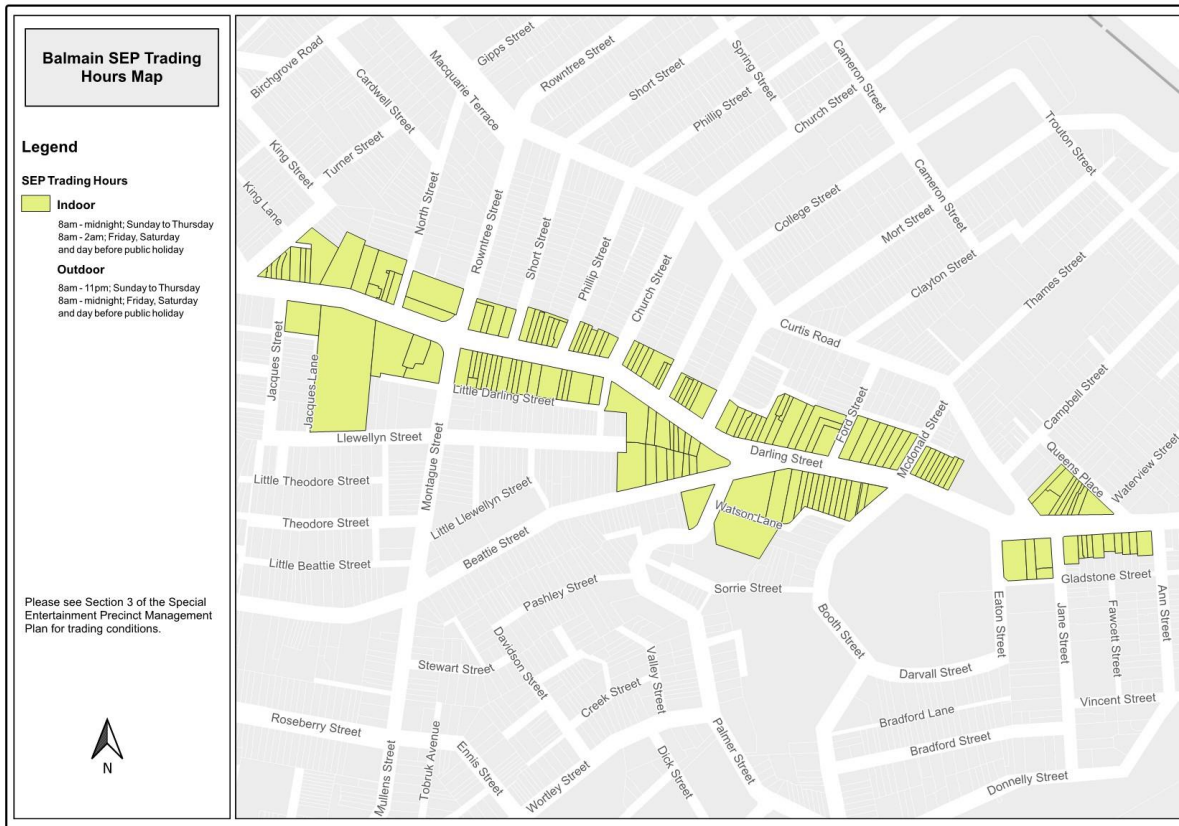 Balmain SEP Trading
Hours Map
Legend
SEP Trading Hours
Indoor
8am - midnight; Sunday to Thursday
8am - 2am; Friday, Saturday
and day before public holiday
Outdoor
8am - 11pm; Sunday to Thursday
8am - midnight; Friday, Saturday
and day before public holiday
Please see Section 3 of the Special
Entertainment Precinct Management
Plan for trading conditions.
N
Birchgrove Road
Cardwell Street
Macquarie Terrace
Gipps Street
Rowntree Street
Short Street
Spring Street
Phillip Street
Church Street
Cameron Street
Trouton Street
King Street
Turner Street
King Lane
North Street
Rowntree Street
Short Street
Phillip Street
Church Street
College Street
Cameron Street
Mort Street
Clayton Street
Thames Street
Curtis Road
Jacques Street
Jacques Lane
Little Darling Street
Llewellyn Street
Montague Street
Darling Street
Ford Street
Mcdonald Street
Campbell Street
Queens Place
Waterview Street
Little Theodore Street
Theodore Street
Little Beattie Street
Little Llewellyn Street
Beattie Street
Watson Lane
Pashley Street
Sorrie Street
Booth Street
Eaton Street
Jane Street
Gladstone Street
Fawcett Street
Ann Street
Stewart Street
Davidson Street
Creek Street
Valley Street
Darvall Street
Vincent Street
Bradford Lane
Bradford Street
Donnelly Street
Roseberry Street
Mullens Street
Tobruk Avenue
Ennis Street
Wortley Street
Dick Street
Palmer Street